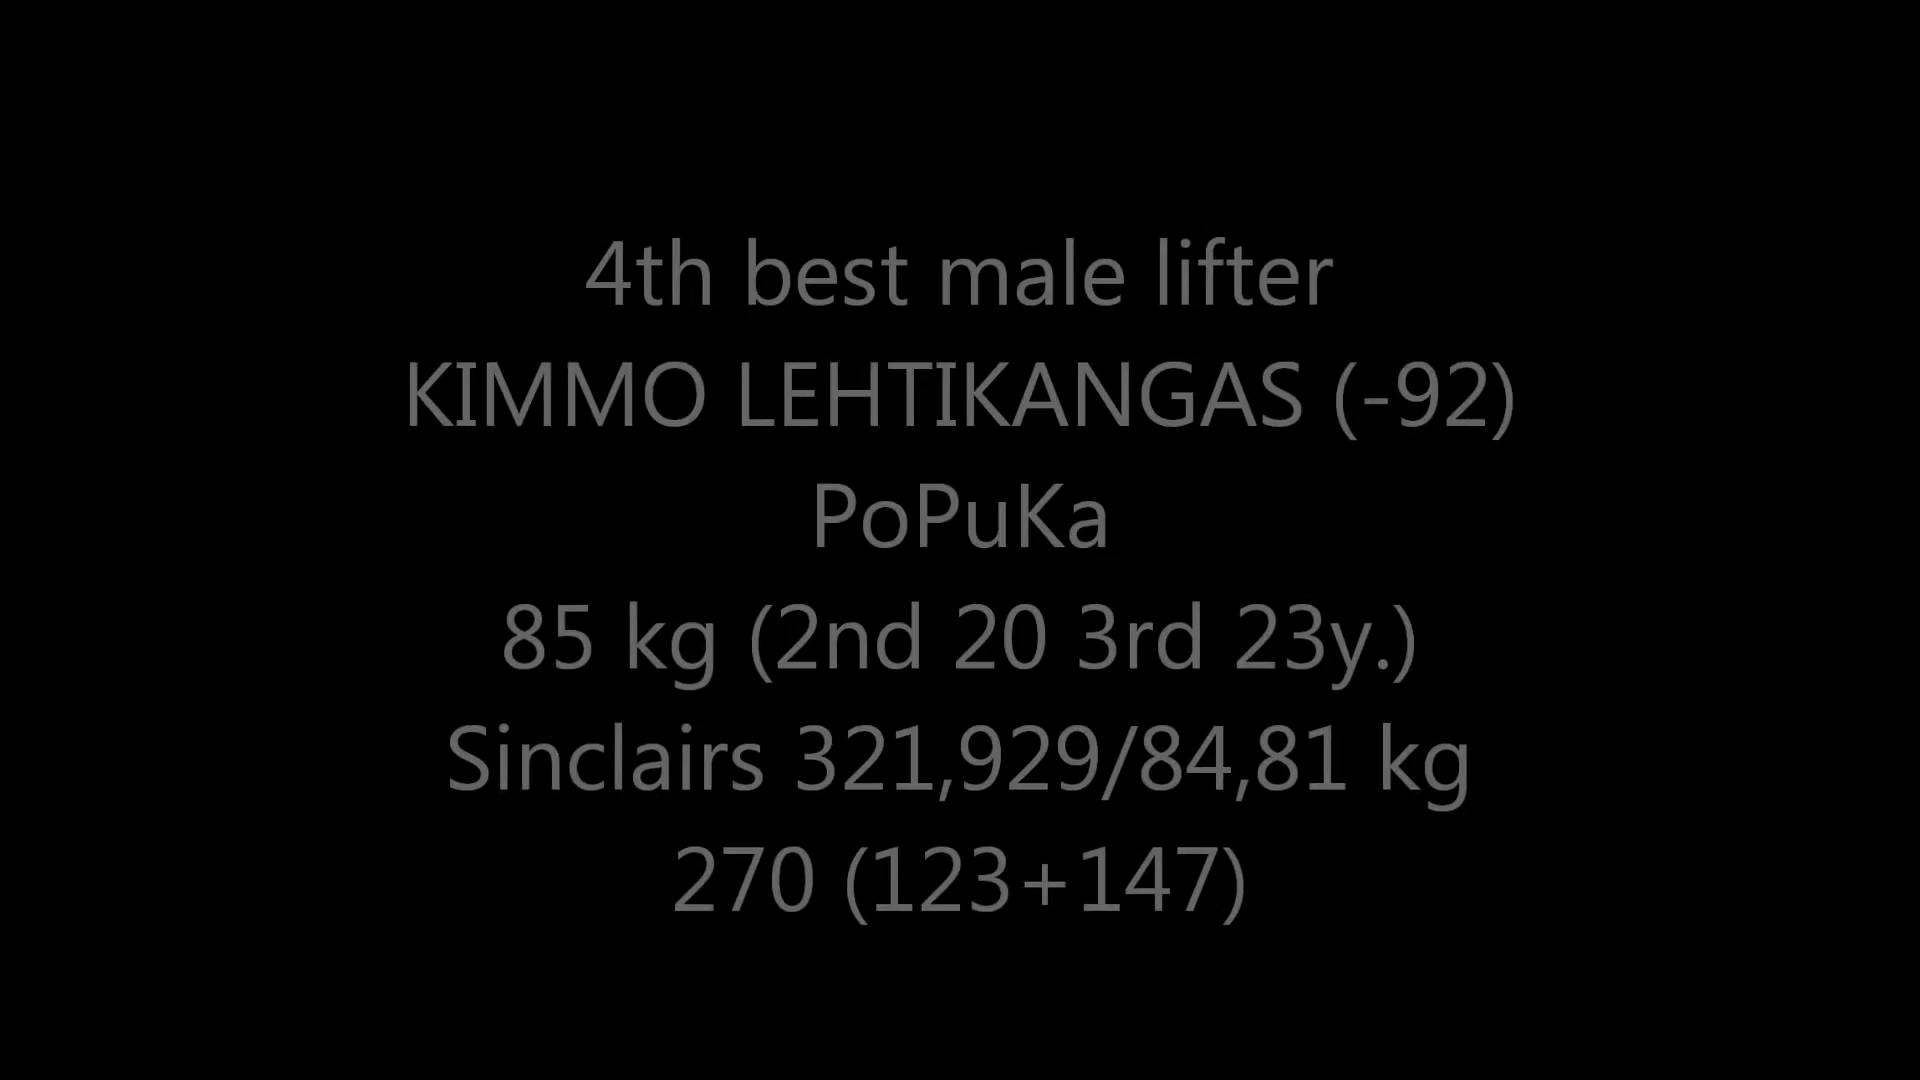 4th best male lifter
KIMMO LEHTIKANGAS (-92)
PoPuKa
85 kg (2nd 20 3rd 23y.)
Sinclairs 321,929/84,81 kg
270 (123+147)